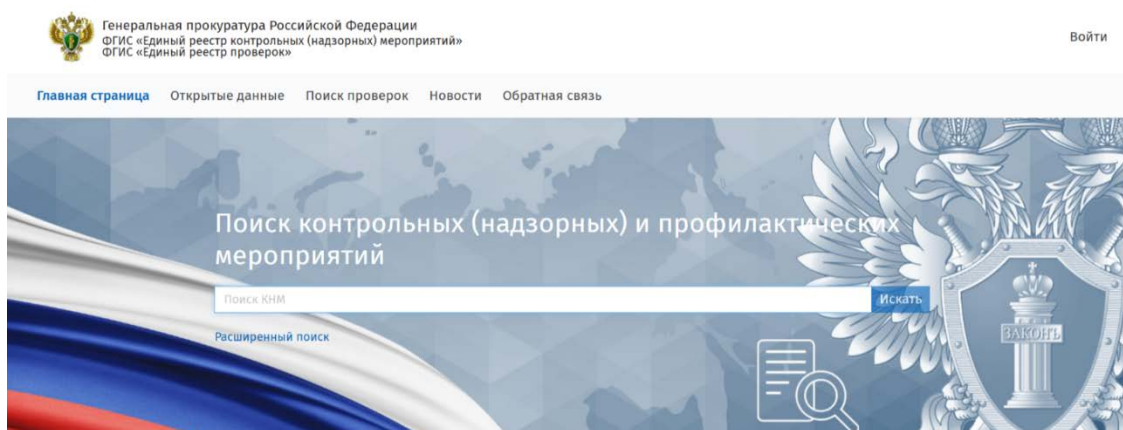 Генеральная прокуратура Российской Федерации
ФГИС «Единый реестр контрольных (надзорных) мероприятий»
ФГИС «Единый реестр проверок»
Войти
Главная страница Открытые данные Поиск проверок Новости Обратная связь
Поиск контрольных (надзорных) и профилактических
мероприятий
Поиск КНМ Искать
Расширенный поиск
ЗАКОНЪ